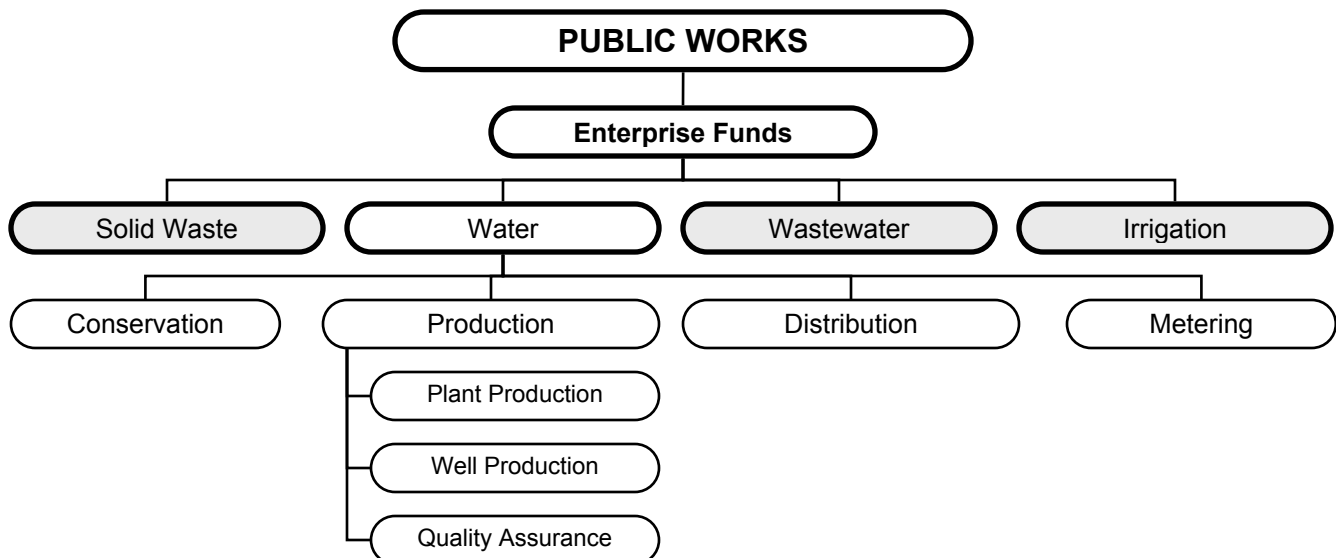 PUBLIC WORKS
Enterprise Funds
Solid Waste
Water
Wastewater
Irrigation
Conservation
Production
Distribution
Metering
Plant Production
Well Production
Quality Assurance